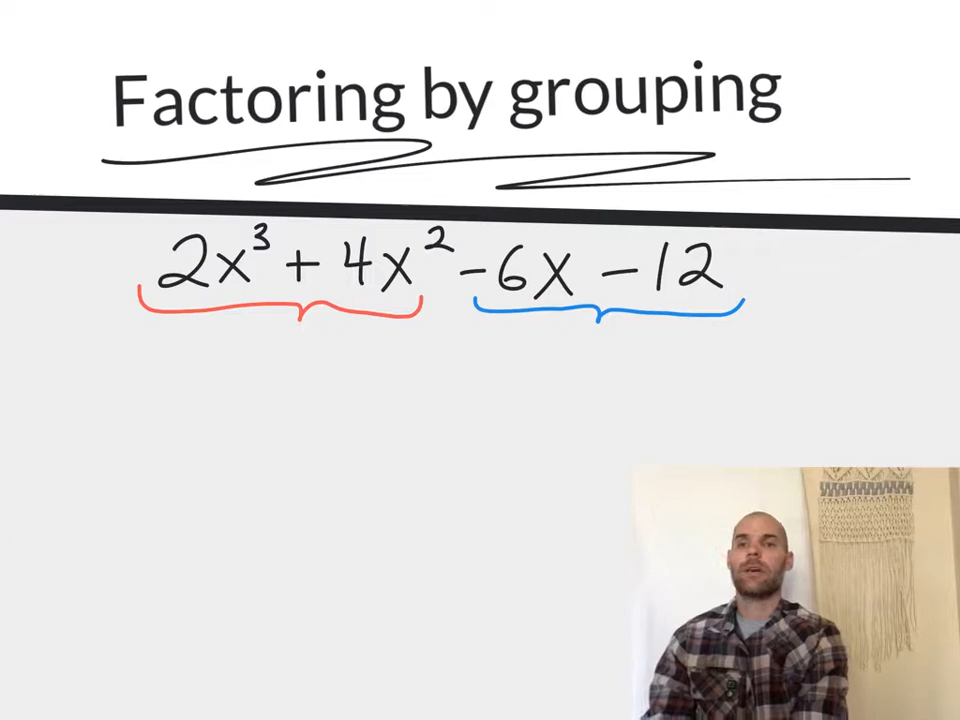 Factoring by grouping
2x³ + 4x² - 6x - 12